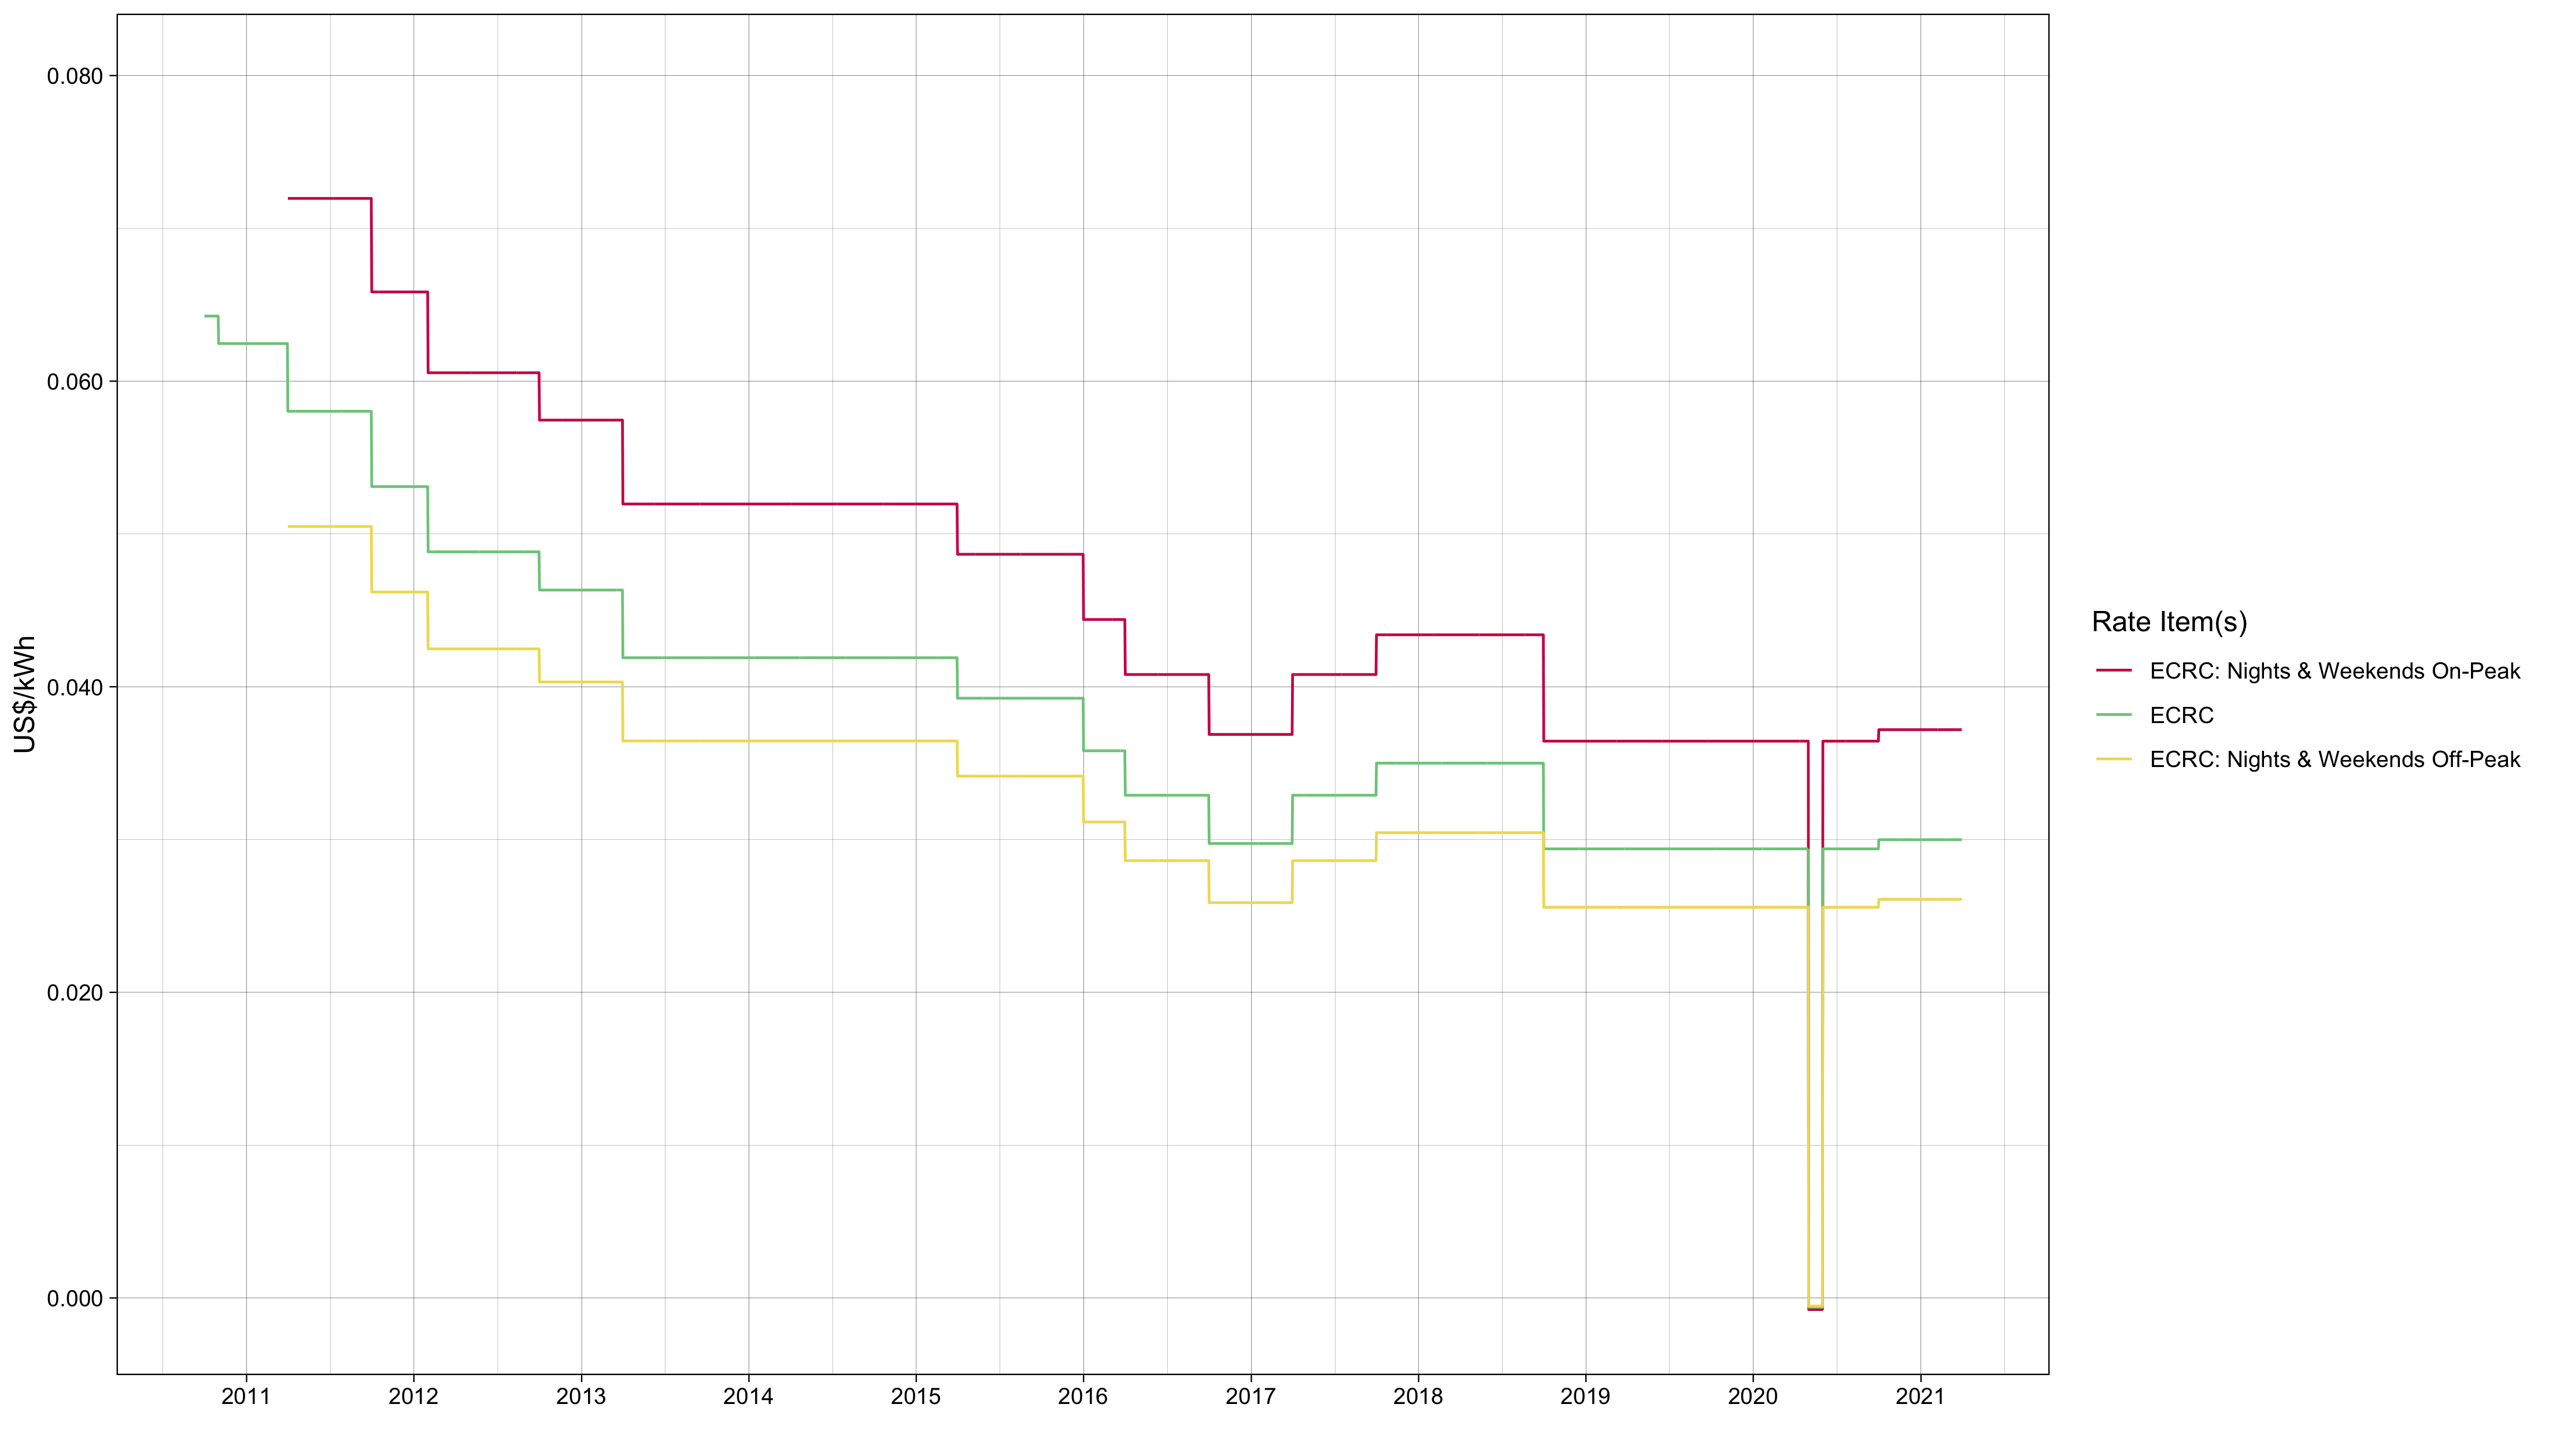 US$/kWh
0.080
0.060
0.040
0.020
0.000
2011 2012 2013 2014 2015 2016 2017 2018 2019 2020 2021
Rate Item(s)
ECRC: Nights & Weekends On-Peak
ECRC
ECRC: Nights & Weekends Off-Peak